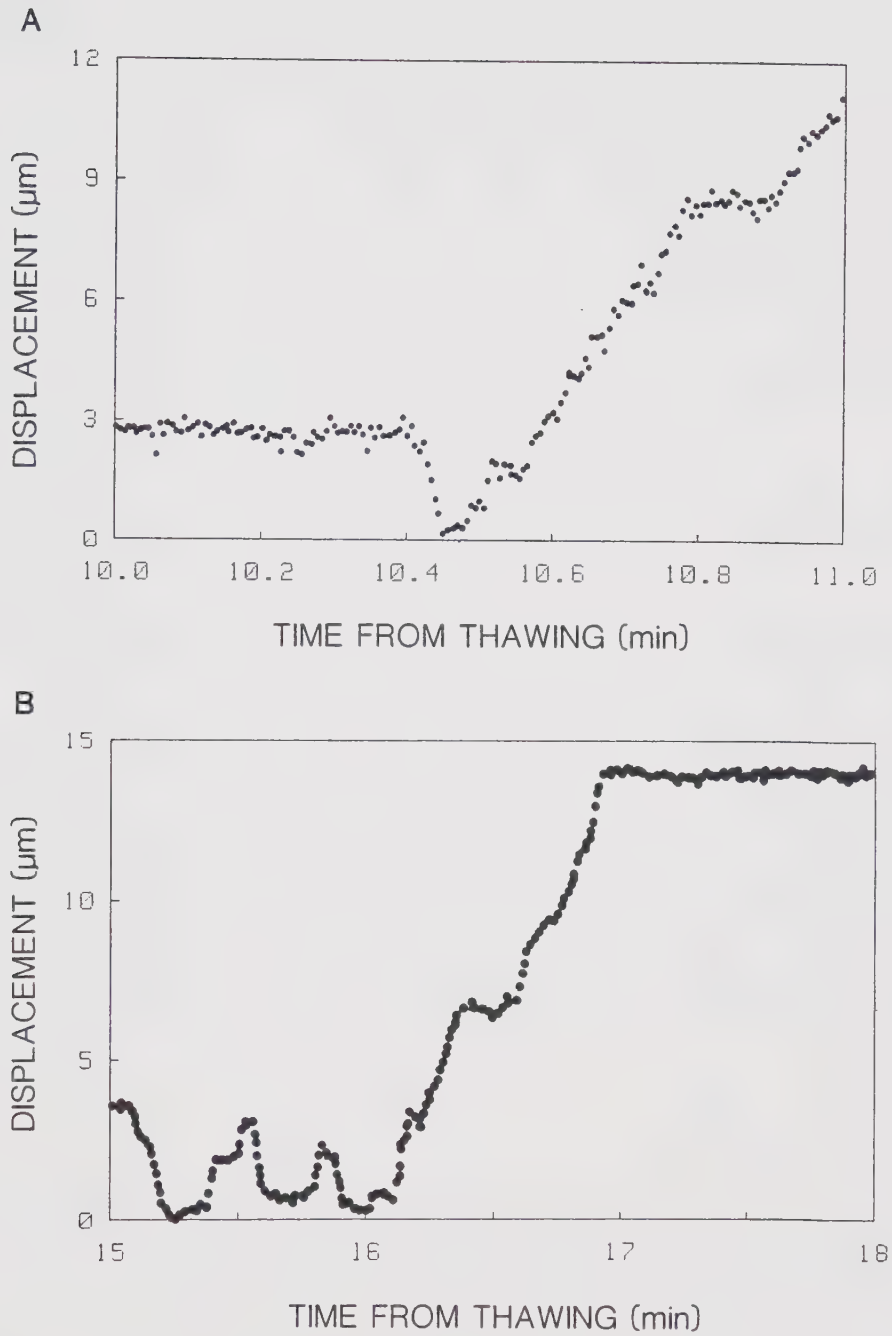 A
12
9
6
3
0
DISPLACEMENT (µm)
10.0 10.2 10.4 10.6 10.8 11.0
TIME FROM THAWING (min)
B
15
10
5
0
DISPLACEMENT (µm)
15 16 17 18
TIME FROM THAWING (min)